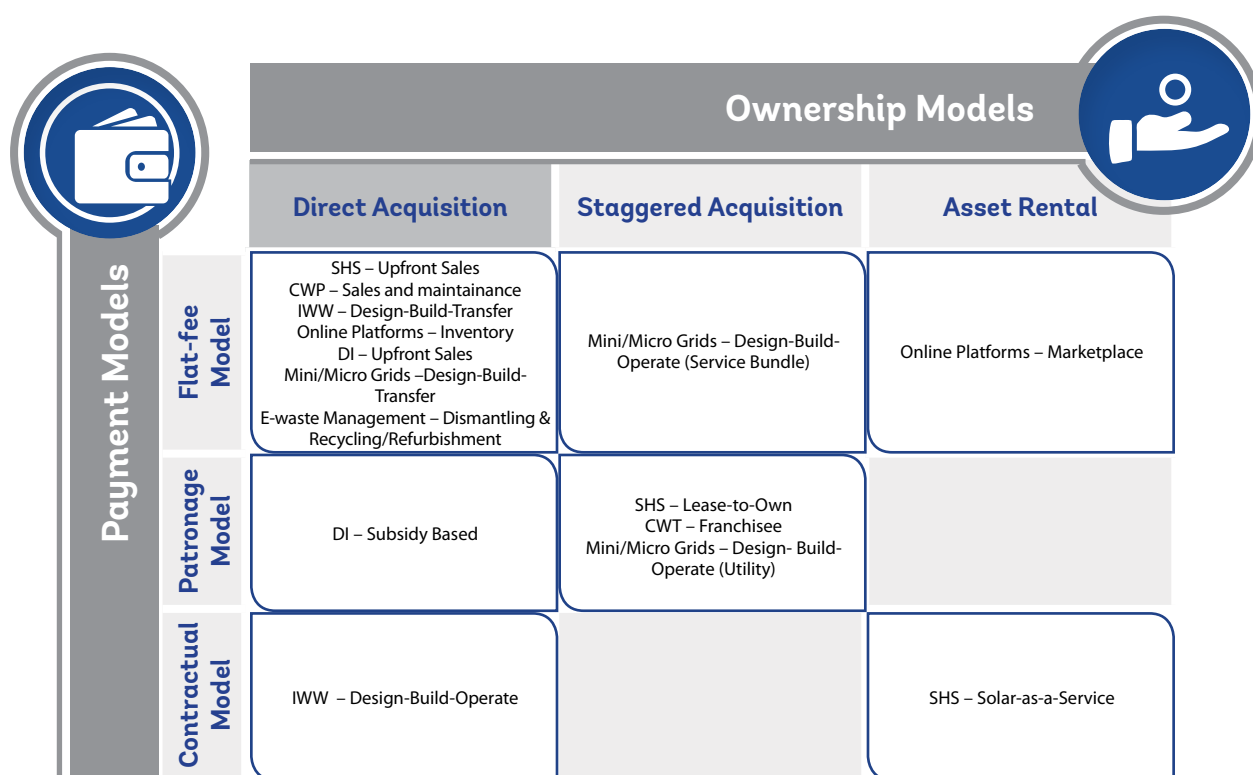 Ownership Models
Direct Acquisition
Staggered Acquisition
Asset Rental
Payment Models
Flat-fee
Model
SHS – Upfront Sales
CWP – Sales and maintainance
IWW – Design-Build-Transfer
Online Platforms – Inventory
DI – Upfront Sales
Mini/Micro Grids –Design-Build-
Transfer
E-waste Management – Dismantling &
Recycling/Refurbishment
Mini/Micro Grids – Design-Build-
Operate (Service Bundle)
Online Platforms – Marketplace
Patronage
Model
DI – Subsidy Based
SHS – Lease-to-Own
CWT – Franchisee
Mini/Micro Grids – Design- Build-
Operate (Utility)
Contractual
Model
IWW – Design-Build-Operate
SHS – Solar-as-a-Service